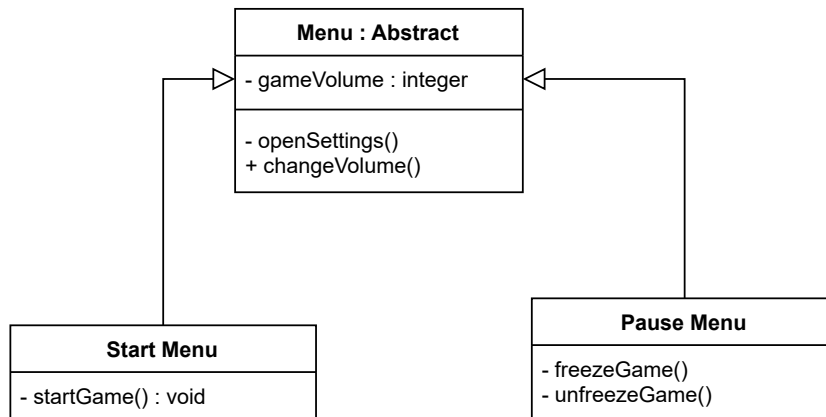 Menu : Abstract
- gameVolume : integer
- openSettings()
+ changeVolume()
Start Menu
- startGame() : void
Pause Menu
- freezeGame()
- unfreezeGame()